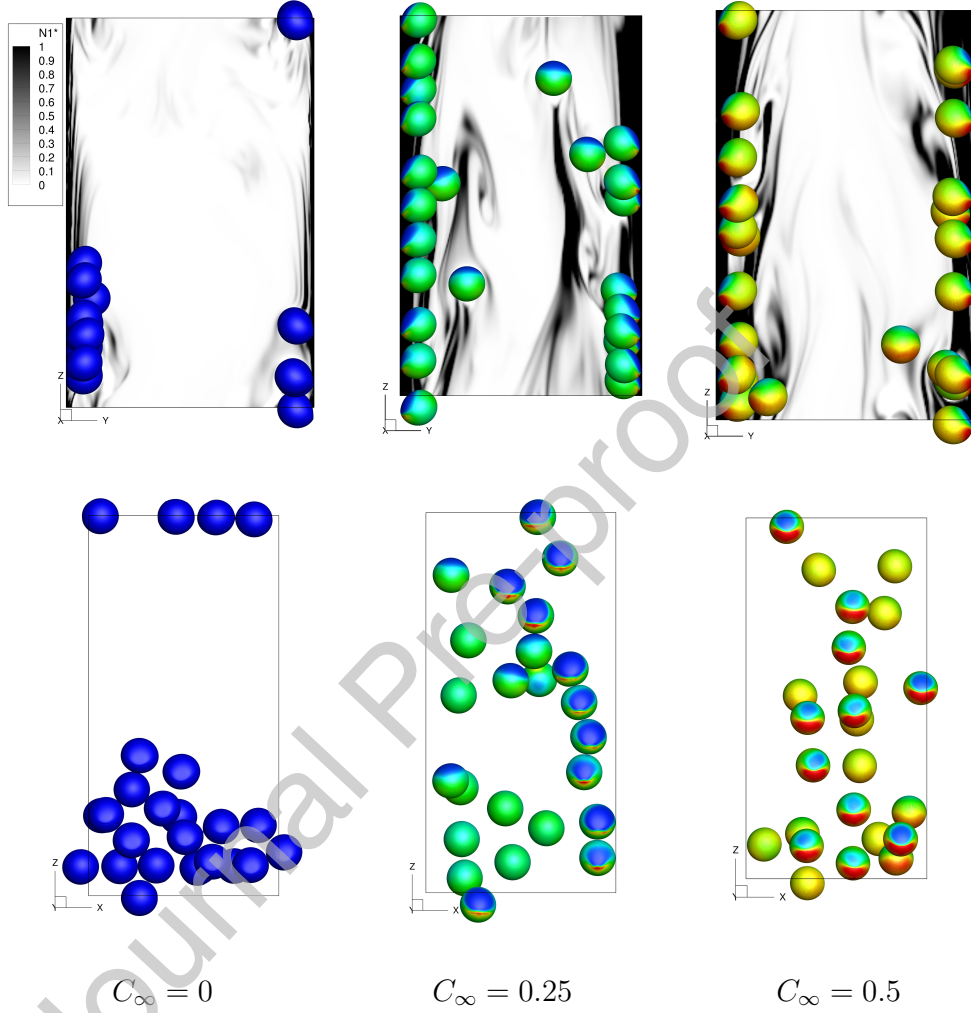 N1*
1
0.9
0.8
0.7
0.6
0.5
0.4
0.3
0.2
0.1
0
Z
X Y
Z
X Y
Z
X Y
Z
Y X
Z
Y X
Z
Y X
Journal Pre-proof
C∞ = 0
C∞ = 0.25
C∞ = 0.5